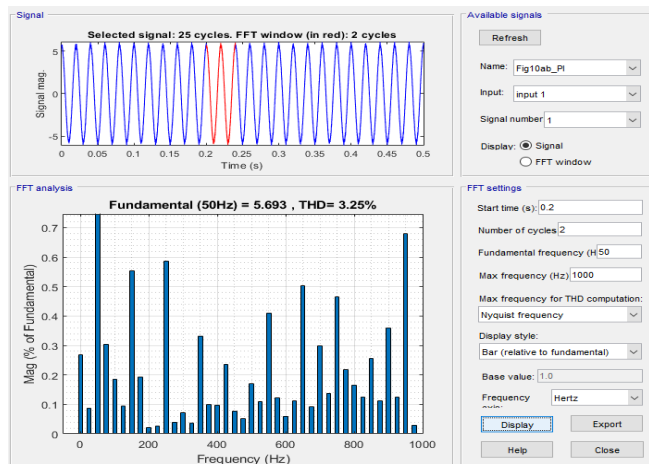 Signal
Selected signal: 25 cycles. FFT window (in red): 2 cycles
Signal mag.
5
0
-5
0 0.05 0.1 0.15 0.2 0.25 0.3 0.35 0.4 0.45 0.5
Time (s)
FFT analysis
Fundamental (50Hz) = 5.693 , THD= 3.25%
Mag (% of Fundamental)
0.7
0.6
0.5
0.4
0.3
0.2
0.1
0
0 200 400 600 800 1000
Frequency (Hz)
Available signals
Refresh
Name: Fig10ab_PI
Input: input 1
Signal number 1
Display: Signal
FFT window
FFT settings
Start time (s): 0.2
Number of cycles 2
Fundamental frequency (H 50
Max frequency (Hz) 1000
Max frequency for THD computation:
Nyquist frequency
Display style:
Bar (relative to fundamental)
Base value: 1.0
Frequency Hertz
Display Export
Help Close